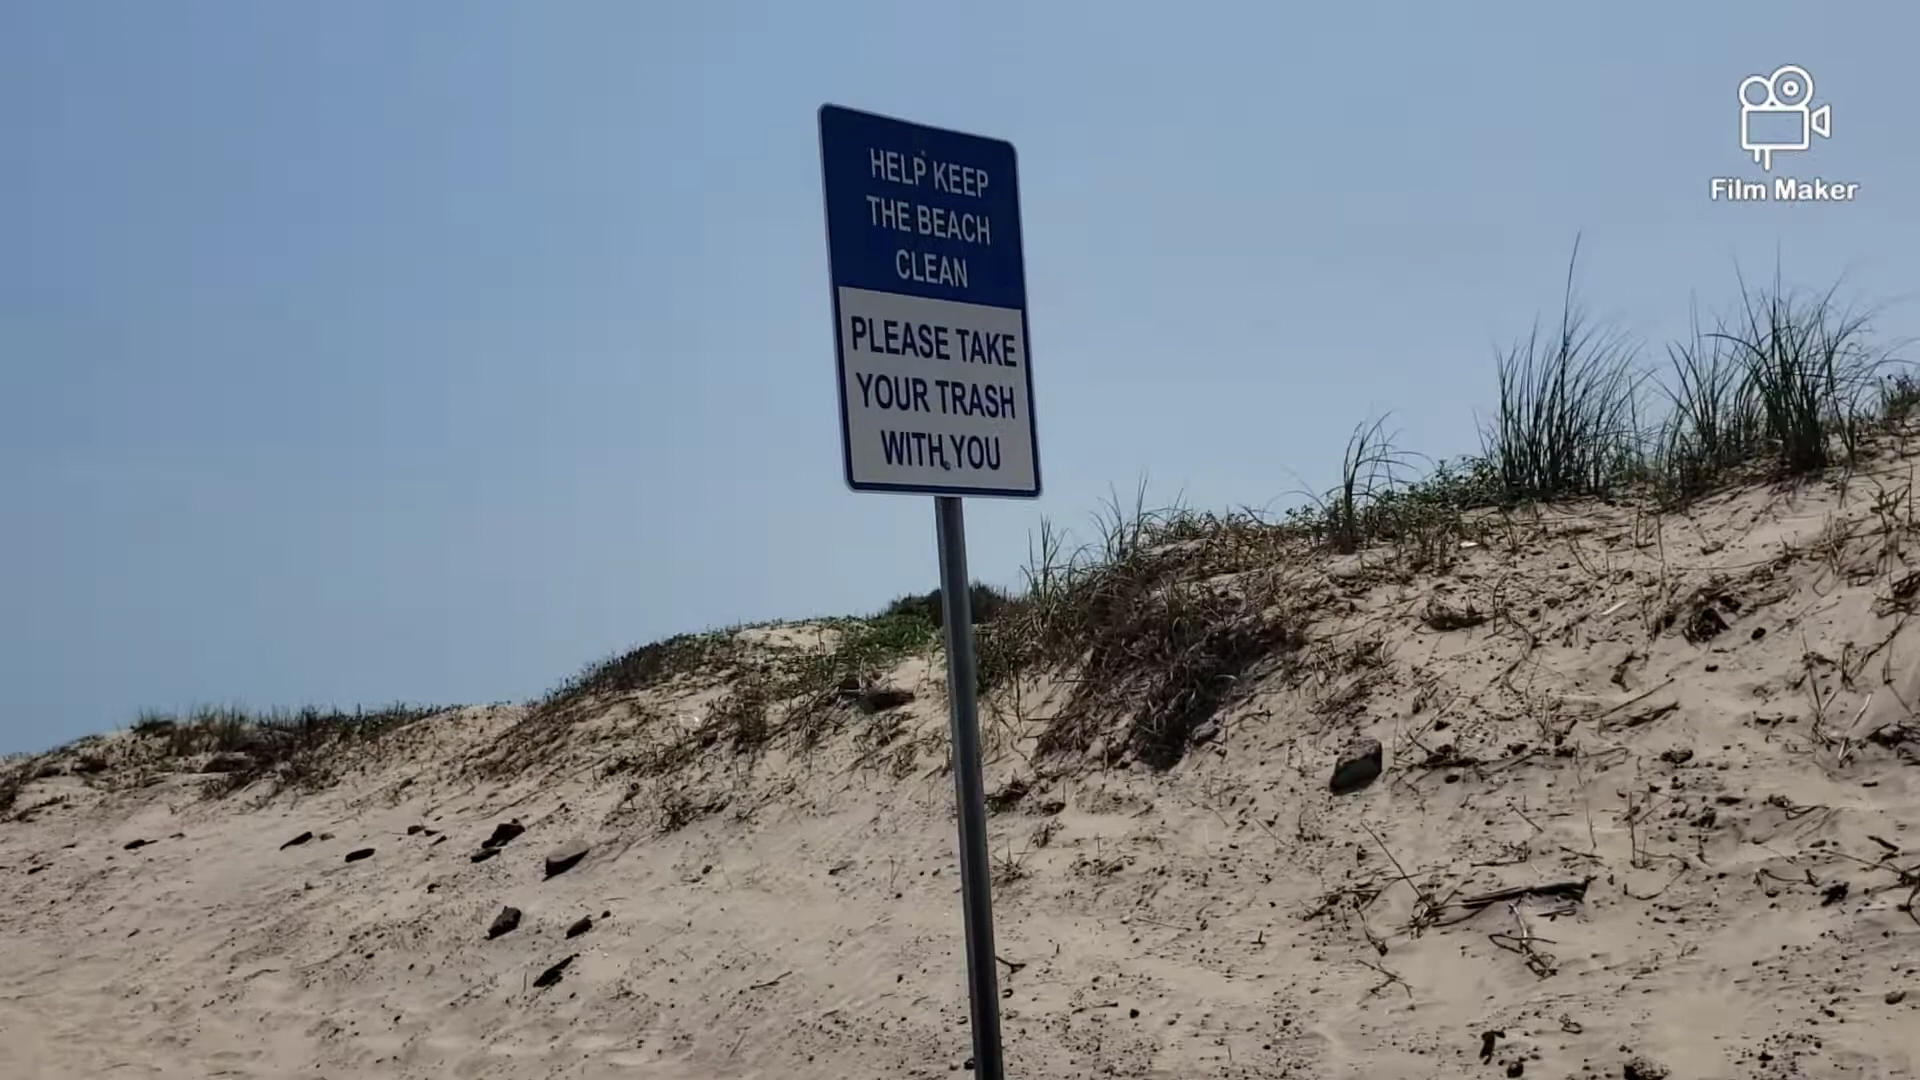 HELP KEEP
THE BEACH
CLEAN
PLEASE TAKE
YOUR TRASH
WITH YOU
Film Maker